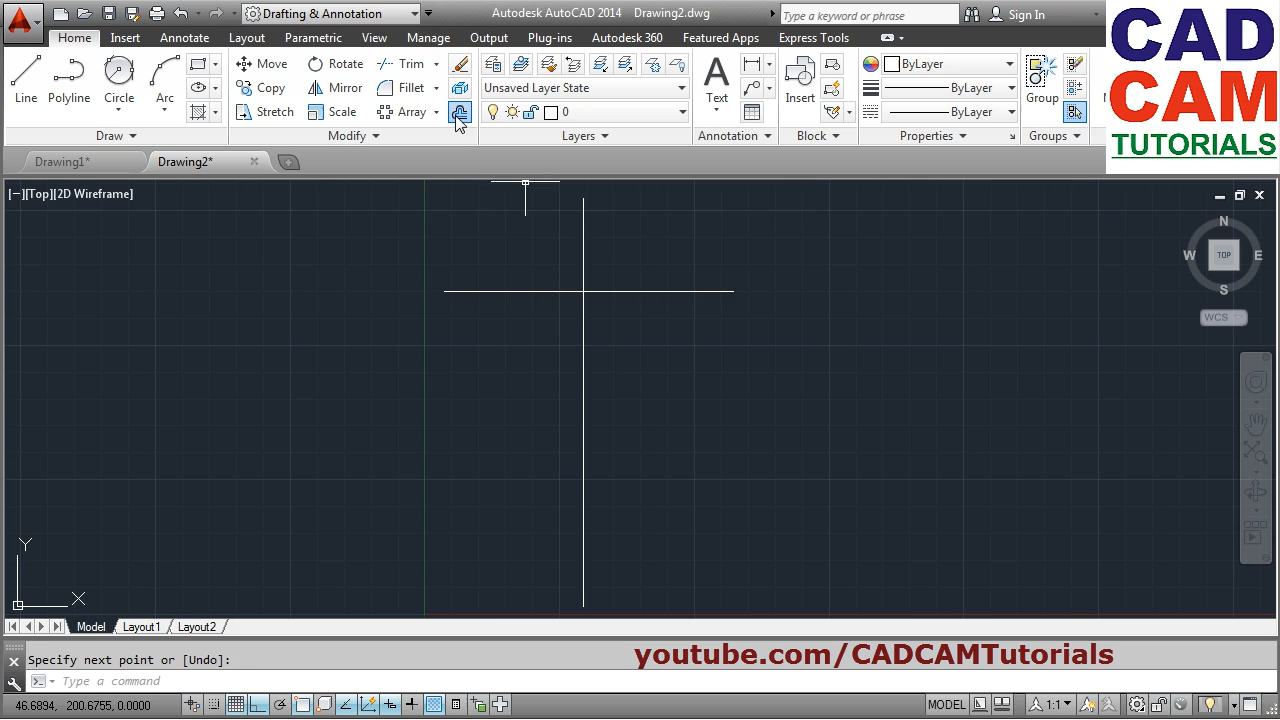 Drafting & Annotation
Autodesk AutoCAD 2014 Drawing2.dwg
Type a keyword or phrase
Sign In
Home Insert Annotate Layout Parametric View Manage Output Plug-ins Autodesk 360 Featured Apps Express Tools
Line
Polyline
Circle
Arc
Draw
Move
Rotate
Trim
Copy
Mirror
Fillet
Stretch
Scale
Array
Modify
Unsaved Layer State
0
Layers
Text
Annotation
Insert
Block
ByLayer
ByLayer
ByLayer
Properties
Group
Groups
CAD
CAM
TUTORIALS
Drawing1*
Drawing2*
[−][Top][2D Wireframe]
N
W
TOP
E
S
WCS
Y
X
Model
Layout1
Layout2
Specify next point or [Undo]:
youtube.com/CADCAMTutorials
Type a command
46.6894, 200.6755, 0.0000
MODEL
1:1